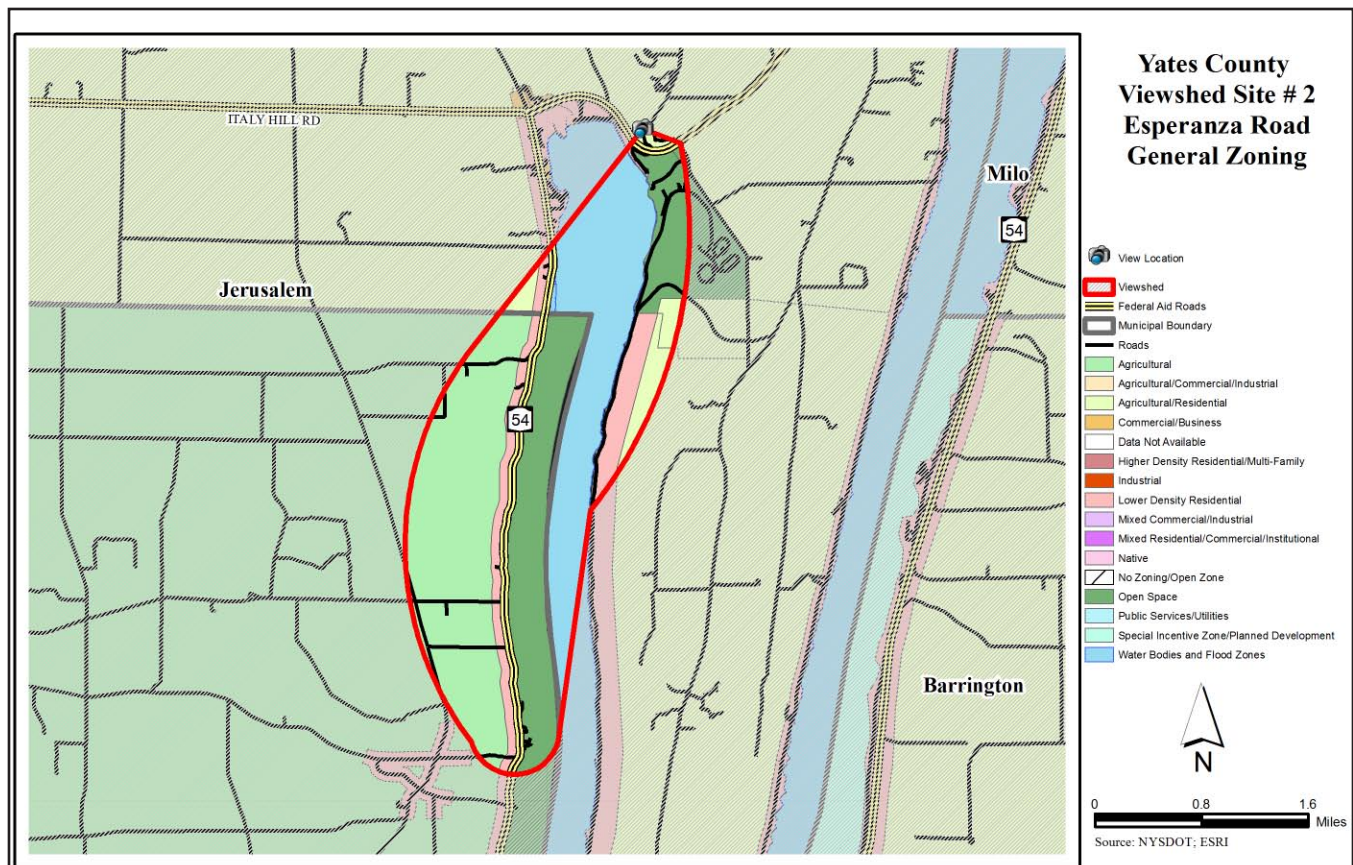 Yates County
Viewshed Site # 2
Esperanza Road
General Zoning
ITALY HILL RD
Milo
54
Jerusalem
54
Barrington
View Location
Viewshed
Federal Aid Roads
Municipal Boundary
Roads
Agricultural
Agricultural/Commercial/Industrial
Agricultural/Residential
Commercial/Business
Data Not Available
Higher Density Residential/Multi-Family
Industrial
Lower Density Residential
Mixed Commercial/Industrial
Mixed Residential/Commercial/Institutional
Native
No Zoning/Open Zone
Open Space
Public Services/Utilities
Special Incentive Zone/Planned Development
Water Bodies and Flood Zones
N
0 0.8 1.6
Miles
Source: NYSDOT; ESRI